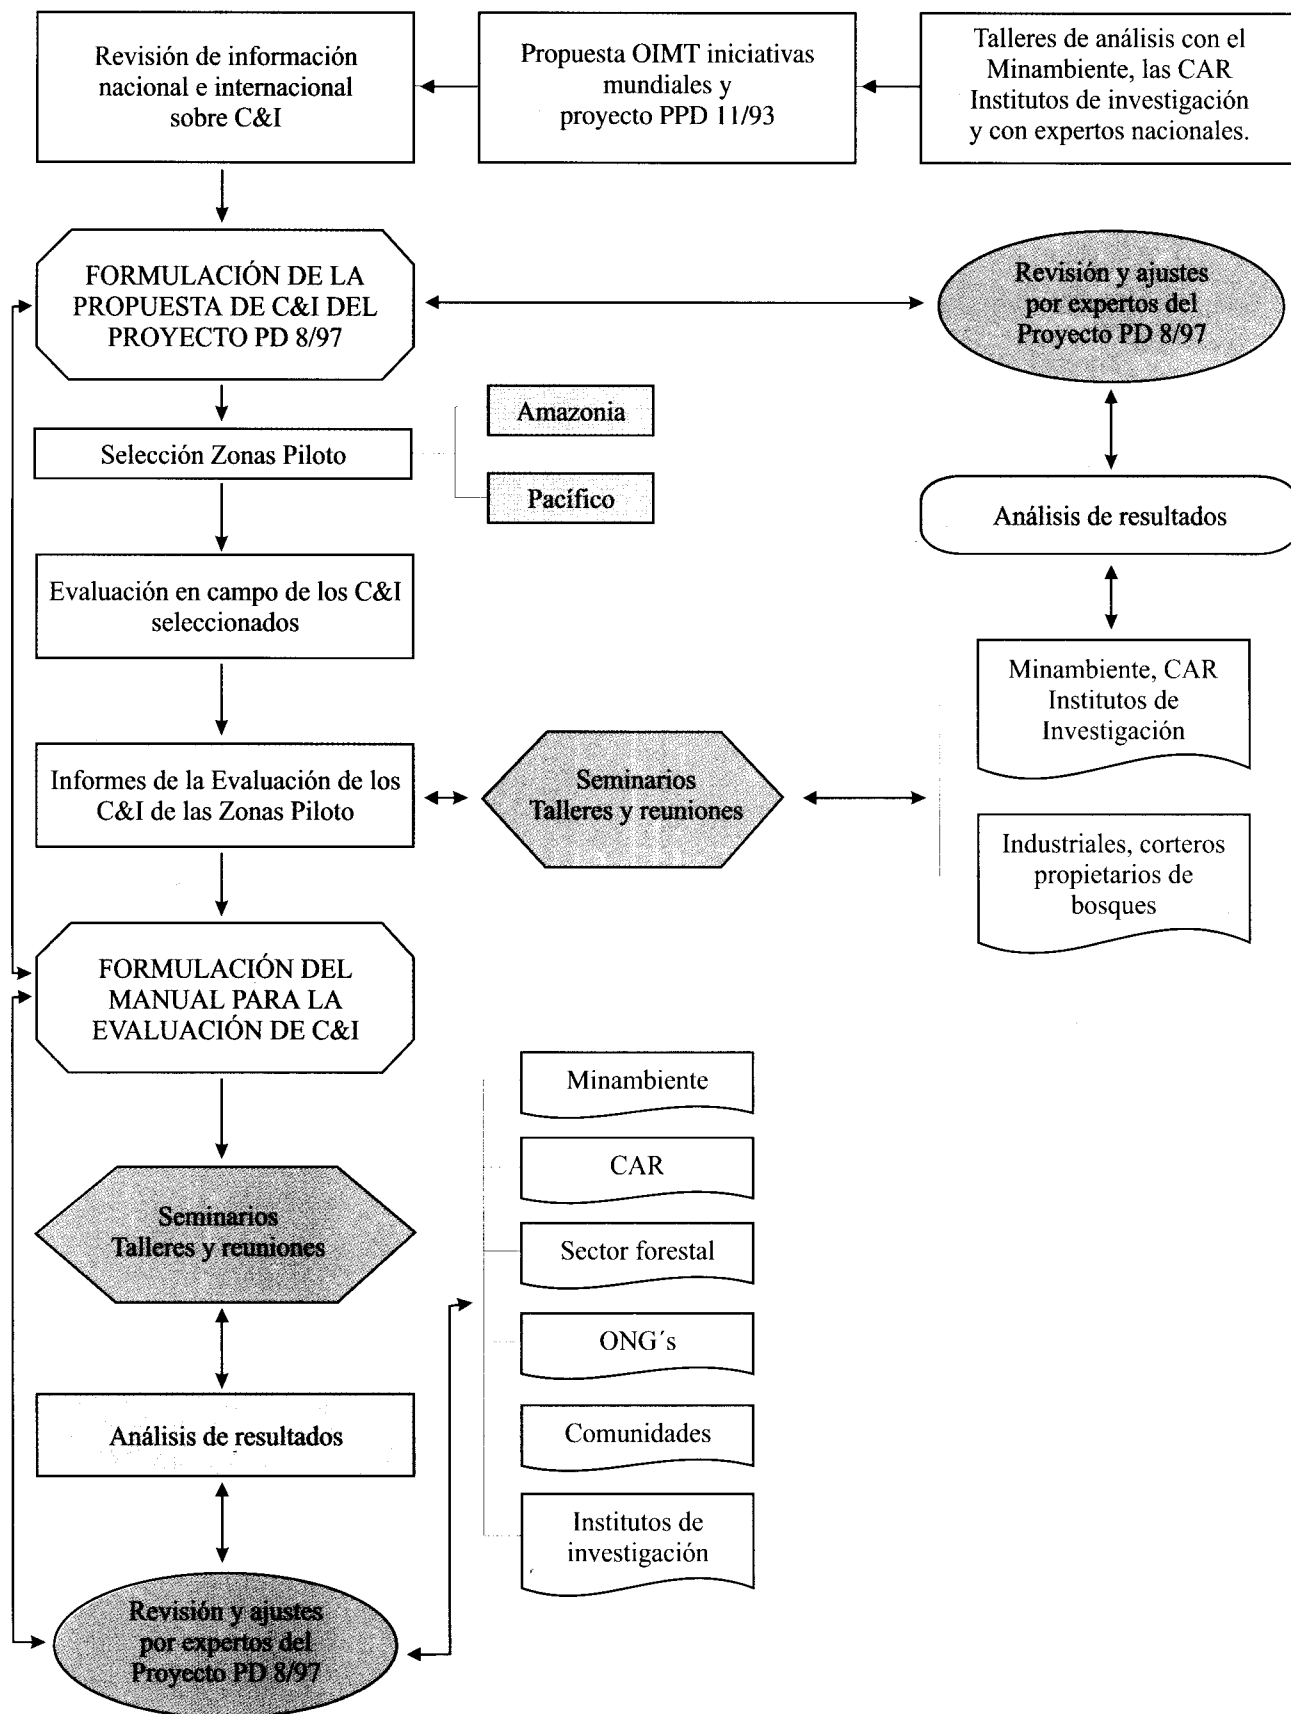 Revisión de información
nacional e internacional
sobre C&I
Propuesta OIMT iniciativas
mundiales y
proyecto PPD 11/93
Talleres de análisis con el
Minambiente, las CAR
Institutos de investigación
y con expertos nacionales.
FORMULACIÓN DE LA
PROPUESTA DE C&I DEL
PROYECTO PD 8/97
Revisión y ajustes
por expertos del
Proyecto PD 8/97
Amazonia
Selección Zonas Piloto
Pacífico
Análisis de resultados
Evaluación en campo de los C&I
seleccionados
Minambiente, CAR
Institutos de
Investigación
Informes de la Evaluación de los
C&I de las Zonas Piloto
Seminarios
Talleres y reuniones
Industriales, corteros
propietarios de
bosques
FORMULACIÓN DEL
MANUAL PARA LA
EVALUACIÓN DE C&I
Minambiente
CAR
Sector forestal
ONG´s
Comunidades
Institutos de
investigación
Seminarios
Talleres y reuniones
Análisis de resultados
Revisión y ajustes
por expertos del
Proyecto PD 8/97